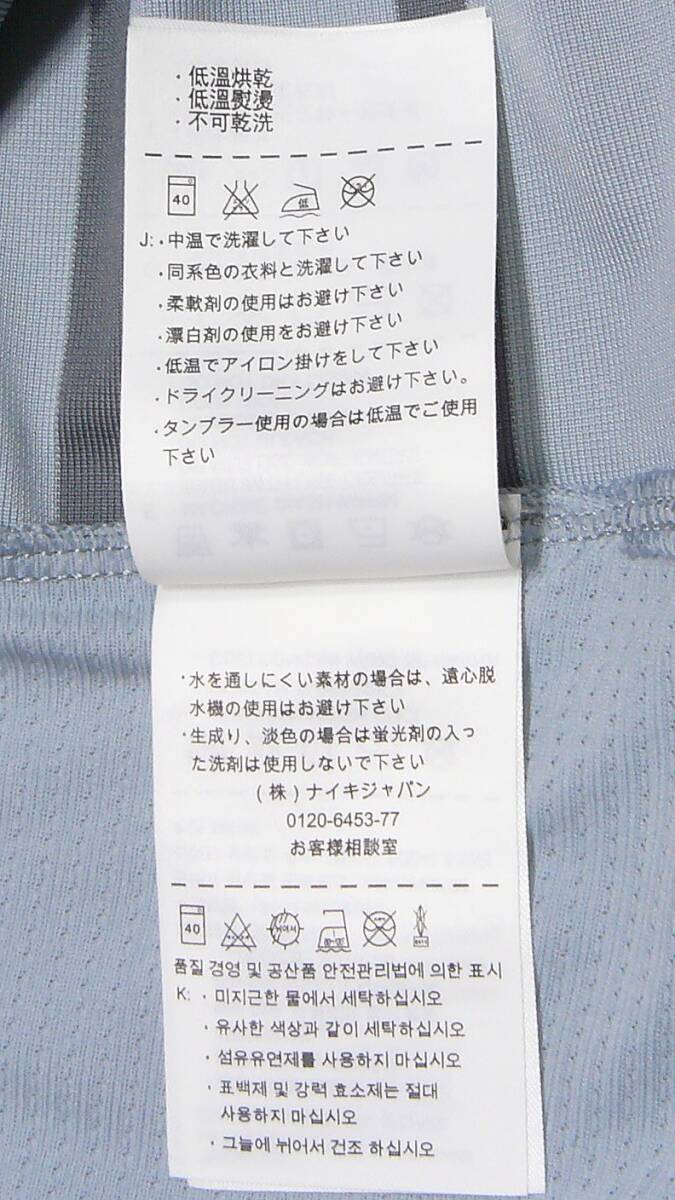 · 低溫烘乾
· 低溫熨燙
· 不可乾洗
40
低
J: · 中温で洗濯して下さい
· 同系色の衣料と洗濯して下さい
· 柔軟剤の使用はお避け下さい
· 漂白剤の使用をお避け下さい
· 低温でアイロン掛けをして下さい
· ドライクリーニングはお避け下さい。
· タンブラー使用の場合は低温でご使用
下さい
· 水を通しにくい素材の場合は、遠心脱
水機の使用はお避け下さい
· 生成り、淡色の場合は蛍光剤の入っ
た洗剤は使用しないで下さい
(株)ナイキジャパン
0120-6453-77
お客様相談室
40
뉘어서
품질 경영 및 공산품 안전관리법에 의한 표시
K: · 미지근한 물에서 세탁하십시오
· 유사한 색상과 같이 세탁하십시오
· 섬유유연제를 사용하지 마십시오
· 표백제 및 강력 효소제는 절대
사용하지 마십시오
· 그늘에 뉘어서 건조 하십시오